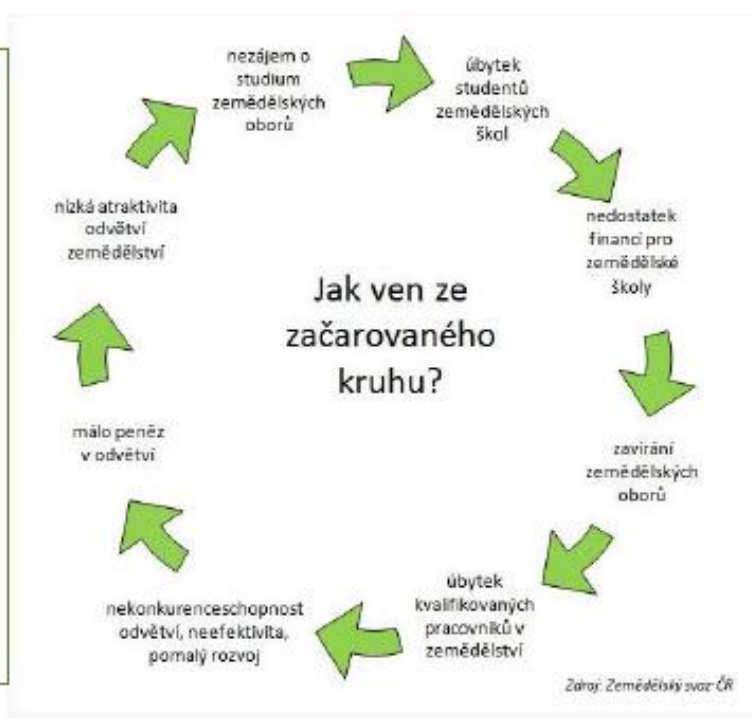 nezájem o
studium
zemědělských
oborů
úbytek
studentů
zemědělských
škol
nedostatek
financí pro
zemědělské
školy
zavírání
zemědělských
oborů
úbytek
kvalifikovaných
pracovníků v
zemědělství
nekonkurenceschopnost
odvětví, neefektivita,
pomalý rozvoj
málo peněz
v odvětví
nízká atraktivita
odvětví
zemědělství
Jak ven ze
začarovaného
kruhu?
Zdroj: Zemědělský svaz ČR